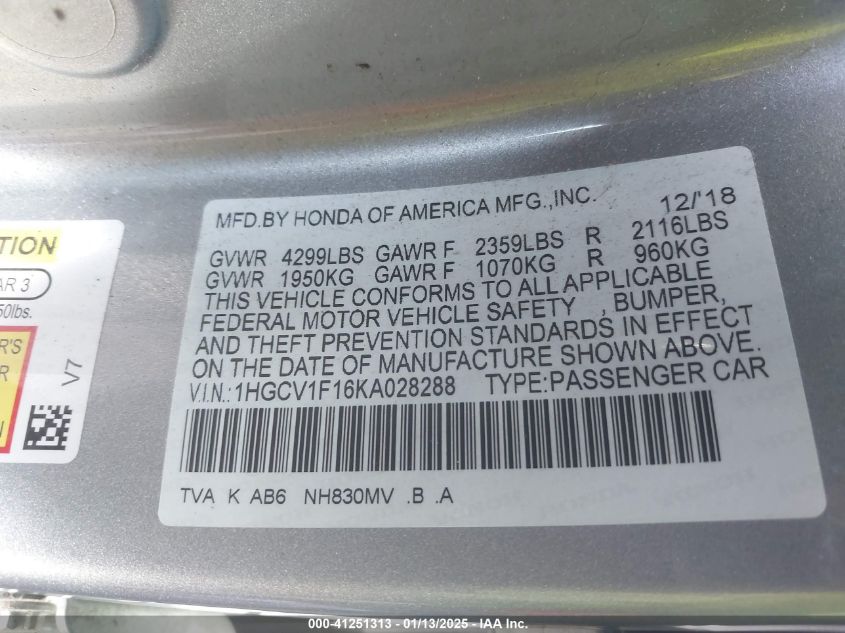 MFD.BY HONDA OF AMERICA MFG.,INC. 12/'18
GVWR 4299LBS GAWR F 2359LBS R 2116LBS
GVWR 1950KG GAWR F 1070KG R 960KG
THIS VEHICLE CONFORMS TO ALL APPLICABLE
FEDERAL MOTOR VEHICLE SAFETY , BUMPER,
AND THEFT PREVENTION STANDARDS IN EFFECT
ON THE DATE OF MANUFACTURE SHOWN ABOVE.
V.I.N.:1HGCV1F16KA028288 TYPE:PASSENGER CAR
TVA K AB6 NH830MV .B .A
TION
AR 3
50lbs.
R'S
R
N
V7
000-41251313 - 01/13/2025 - IAA Inc.